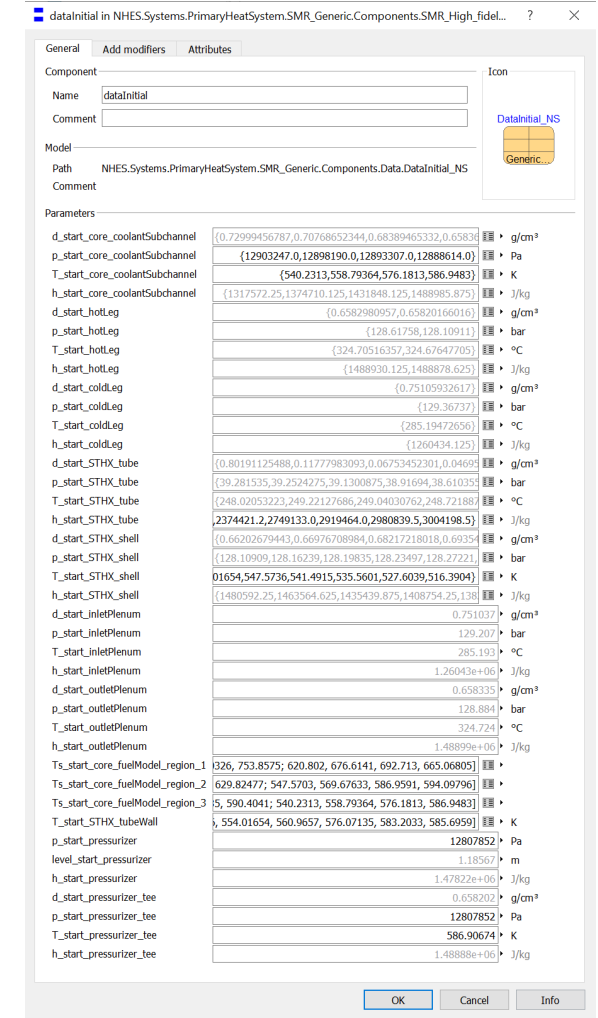 dataInitial in NHES.Systems.PrimaryHeatSystem.SMR_Generic.Components.SMR_High_fidel... ? ×
General Add modifiers Attributes
Component
Icon
Name dataInitial
Comment
DataInitial_NS
Generic...
Model
Path NHES.Systems.PrimaryHeatSystem.SMR_Generic.Components.Data.DataInitial_NS
Comment
Parameters
d_start_core_coolantSubchannel {0.72999456787,0.70768652344,0.68389465332,0.65836 g/cm³
p_start_core_coolantSubchannel {12903247.0,12898190.0,12893307.0,12888614.0} Pa
T_start_core_coolantSubchannel {540.2313,558.79364,576.1813,586.9483} K
h_start_core_coolantSubchannel {1317572.25,1374710.125,1431848.125,1488985.875} J/kg
d_start_hotLeg {0.6582980957,0.65820166016} g/cm³
p_start_hotLeg {128.61758,128.10911} bar
T_start_hotLeg {324.70516357,324.67647705} °C
h_start_hotLeg {1488930.125,1488878.625} J/kg
d_start_coldLeg {0.75105932617} g/cm³
p_start_coldLeg {129.36737} bar
T_start_coldLeg {285.19472656} °C
h_start_coldLeg {1260434.125} J/kg
d_start_STHX_tube {0.80191125488,0.11777983093,0.06753452301,0.04695 g/cm³
p_start_STHX_tube {39.281535,39.2524275,39.1300875,38.91694,38.610355 bar
T_start_STHX_tube {248.02053223,249.22127686,249.04030762,248.721887 °C
h_start_STHX_tube ,2374421.2,2749133.0,2919464.0,2980839.5,3004198.5} J/kg
d_start_STHX_shell {0.66202679443,0.66976708984,0.68217218018,0.69354 g/cm³
p_start_STHX_shell {128.10909,128.16239,128.19835,128.23497,128.27221, bar
T_start_STHX_shell 01654,547.5736,541.4915,535.5601,527.6039,516.3904} K
h_start_STHX_shell {1480592.25,1463564.625,1435439.875,1408754.25,138 J/kg
d_start_inletPlenum 0.751037 g/cm³
p_start_inletPlenum 129.207 bar
T_start_inletPlenum 285.193 °C
h_start_inletPlenum 1.26043e+06 J/kg
d_start_outletPlenum 0.658335 g/cm³
p_start_outletPlenum 128.884 bar
T_start_outletPlenum 324.724 °C
h_start_outletPlenum 1.48899e+06 J/kg
Ts_start_core_fuelModel_region_1 326, 753.8575; 620.802, 676.6141, 692.713, 665.06805]
Ts_start_core_fuelModel_region_2 629.82477; 547.5703, 569.67633, 586.9591, 594.09796]
Ts_start_core_fuelModel_region_3 5, 590.4041; 540.2313, 558.79364, 576.1813, 586.9483]
T_start_STHX_tubeWall , 554.01654, 560.9657, 576.07135, 583.2033, 585.6959] K
p_start_pressurizer 12807852 Pa
level_start_pressurizer 1.18567 m
h_start_pressurizer 1.47822e+06 J/kg
d_start_pressurizer_tee 0.658202 g/cm³
p_start_pressurizer_tee 12807852 Pa
T_start_pressurizer_tee 586.90674 K
h_start_pressurizer_tee 1.48888e+06 J/kg
OK Cancel Info